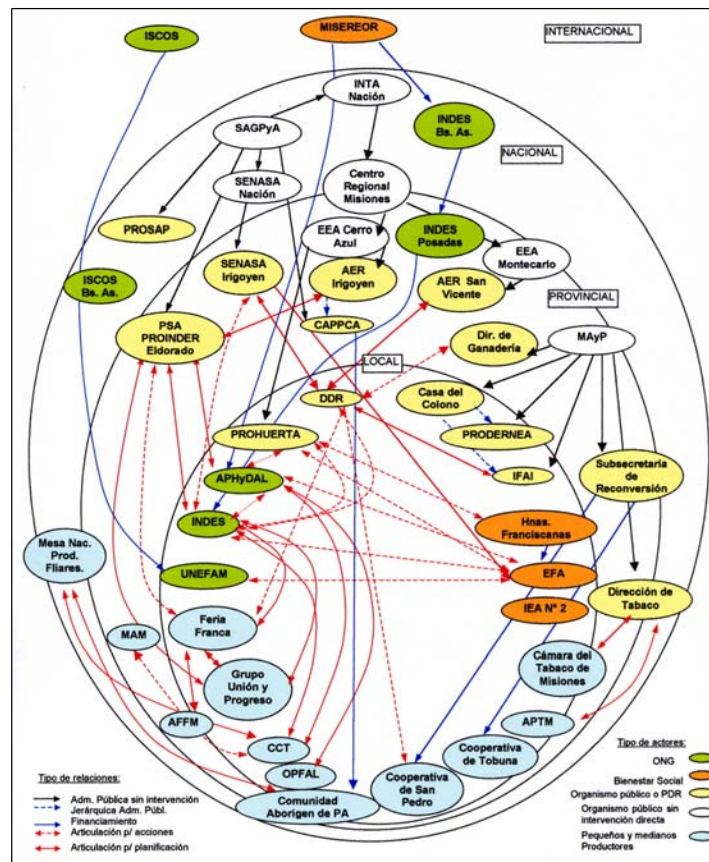 ISCOS
MISEREOR
INTERNACIONAL
INTA
Nación
SAGPyA
INDES
Bs. As.
NACIONAL
SENASA
Nación
Centro
Regional
Misiones
PROSAP
EEA Cerro
Azul
INDES
Posadas
EEA
Montecarlo
SENASA
Irigoyen
AER
Irigoyen
AER San
Vicente
ISCOS
Bs. As.
PROVINCIAL
PSA
PROINDER
Eldorado
CAPPCA
Dir. de
Ganadería
MAyP
LOCAL
DDR
Casa del
Colono
PROHUERTA
PRODERNEA
APHyDAL
IFAI
Subsecretaría
de
Reconversión
INDES
Hnas.
Franciscanas
Mesa Nac.
Prod.
Fliares.
UNEFAM
EFA
IEA N° 2
Dirección de
Tabaco
MAM
Feria
Franca
Grupo
Unión y
Progreso
Cámara del
Tabaco de
Misiones
AFFM
APTM
CCT
Cooperativa
de Tobuna
OPFAL
Cooperativa
de San
Pedro
Comunidad
Aborigen de PA
Tipo de relaciones:
Adm. Pública sin intervención
Jerárquica Adm. Públ.
Financiamiento
Articulación p/ acciones
Articulación p/ planificación
Tipo de actores:
ONG
Bienestar Social
Organismo público o PDR
Organismo público sin
intervención directa
Pequeños y medianos
Productores